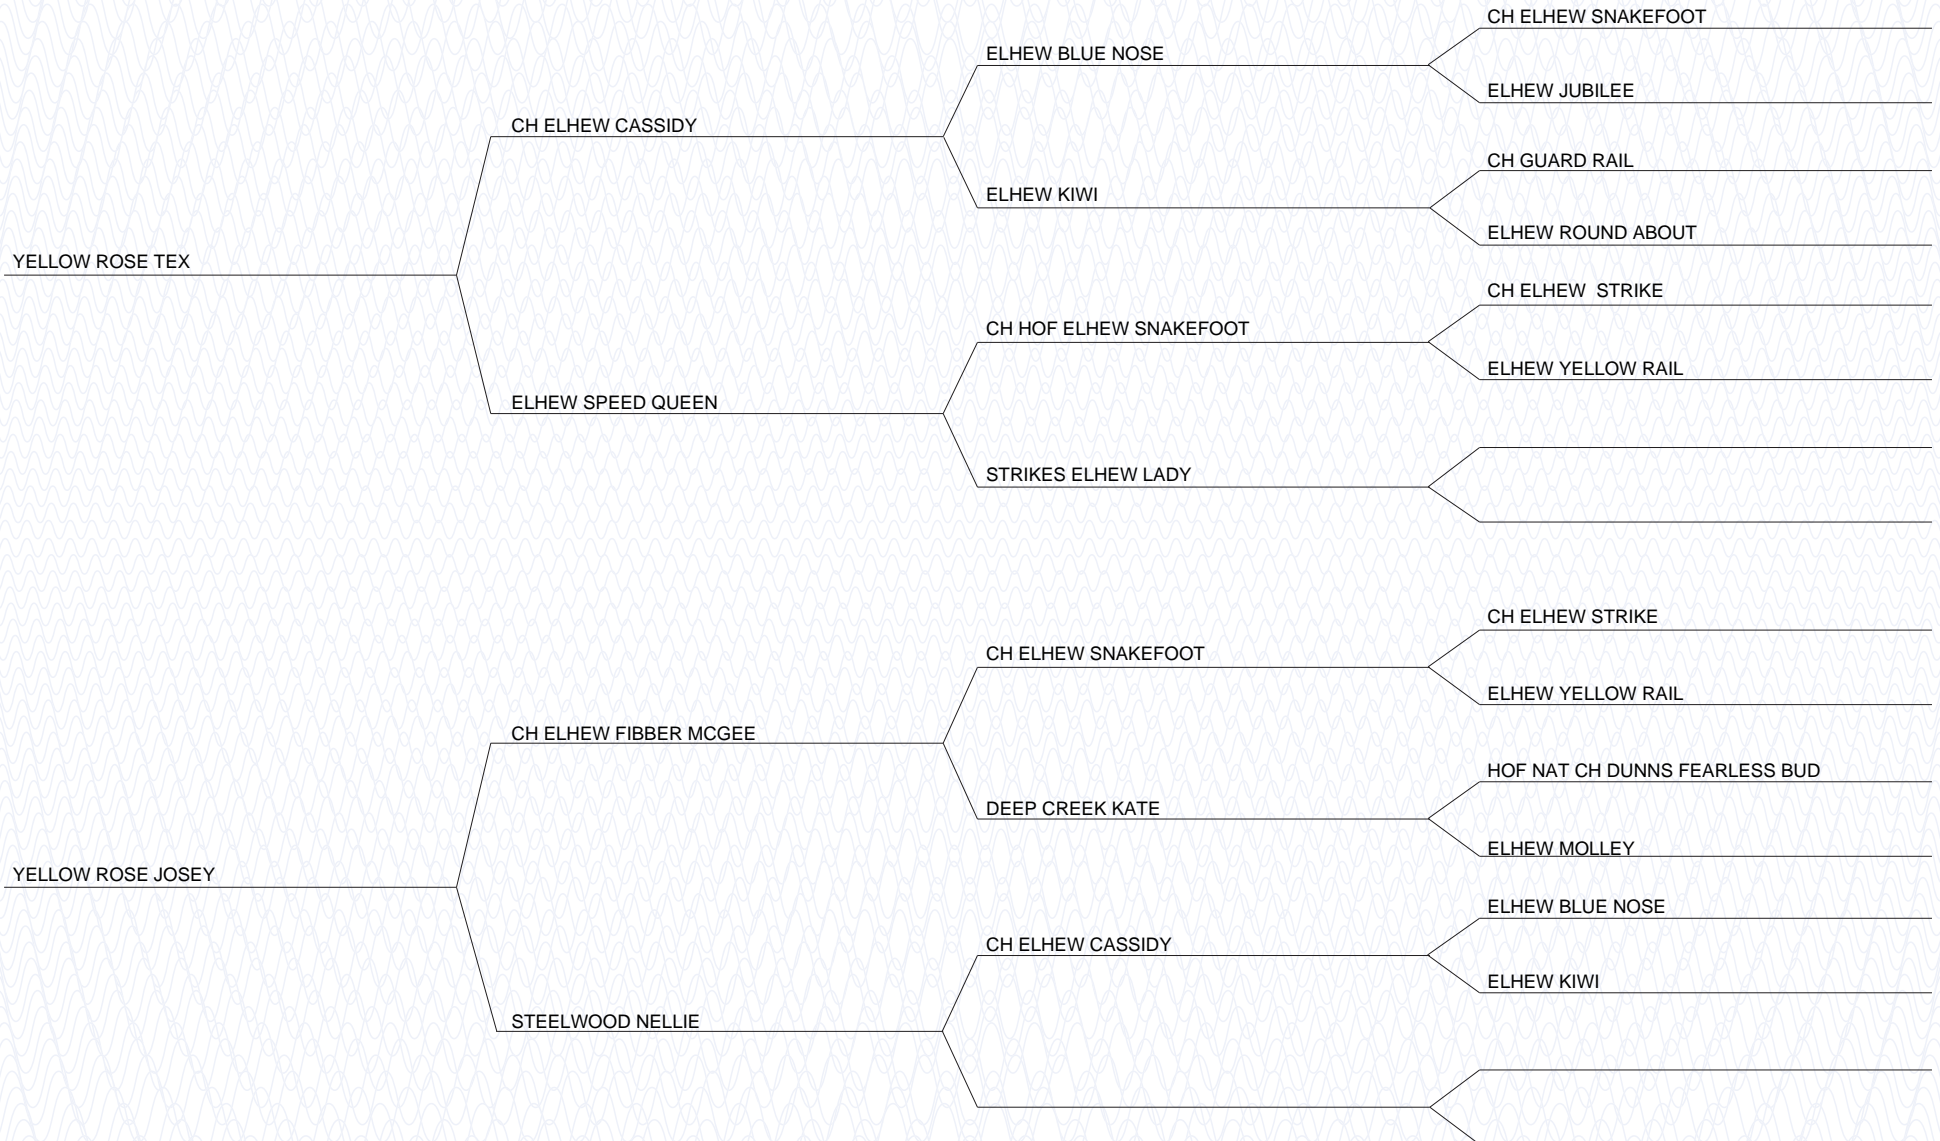 CH ELHEW SNAKEFOOT
ELHEW BLUE NOSE
ELHEW JUBILEE
CH ELHEW CASSIDY
CH GUARD RAIL
ELHEW KIWI
ELHEW ROUND ABOUT
YELLOW ROSE TEX
CH ELHEW  STRIKE
CH HOF ELHEW SNAKEFOOT
ELHEW YELLOW RAIL
ELHEW SPEED QUEEN
STRIKES ELHEW LADY
CH ELHEW STRIKE
CH ELHEW SNAKEFOOT
ELHEW YELLOW RAIL
CH ELHEW FIBBER MCGEE
HOF NAT CH DUNNS FEARLESS BUD
DEEP CREEK KATE
ELHEW MOLLEY
YELLOW ROSE JOSEY
ELHEW BLUE NOSE
CH ELHEW CASSIDY
ELHEW KIWI
STEELWOOD NELLIE